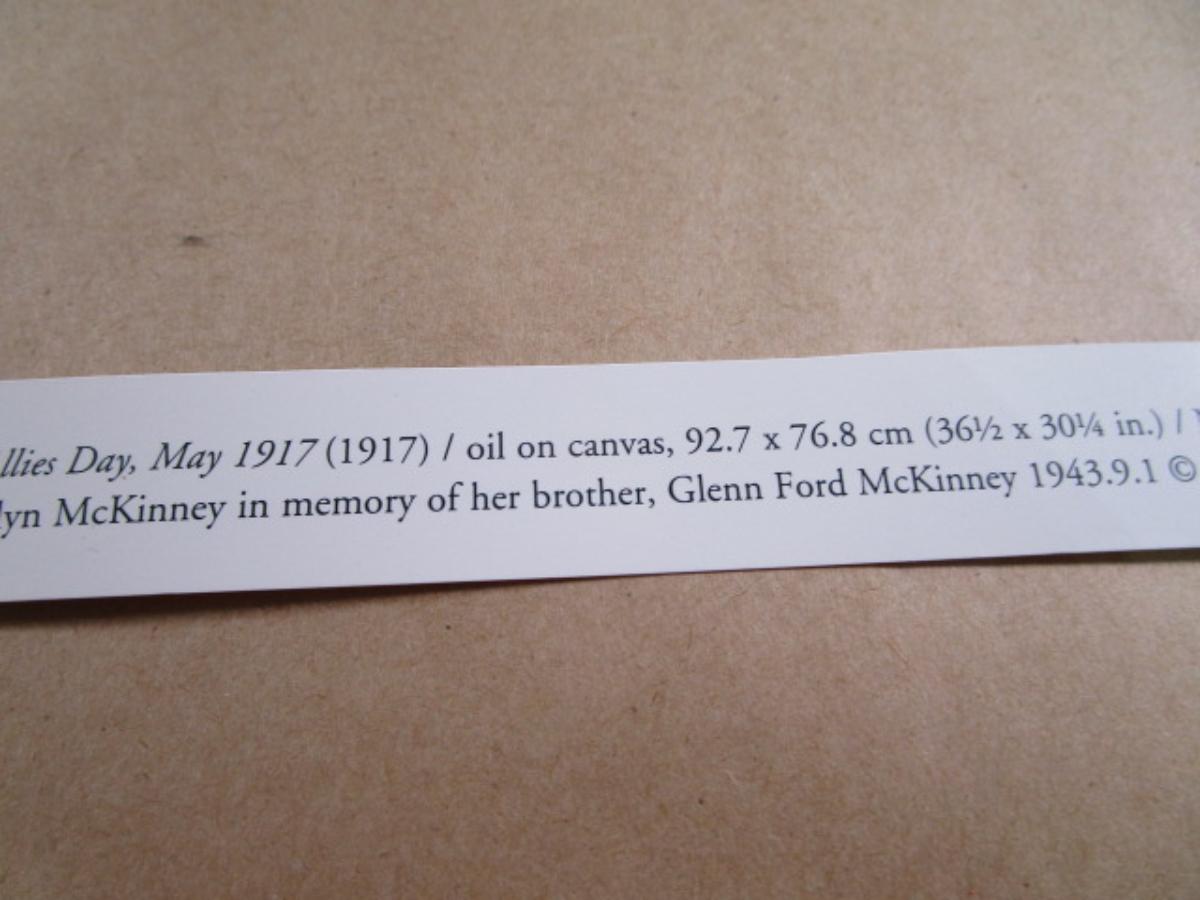 llies Day, May 1917 (1917) / oil on canvas, 92.7 x 76.8 cm (36½ x 30¼ in.) /
lyn McKinney in memory of her brother, Glenn Ford McKinney 1943.9.1 ©